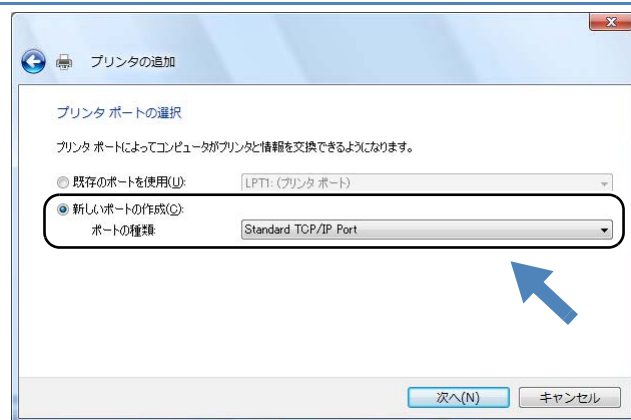 プリンタの追加
プリンタ ポートの選択
プリンタ ポートによってコンピュータがプリンタと情報を交換できるようになります。
既存のポートを使用(U): LPT1: (プリンタ ポート)
新しいポートの作成(C):
ポートの種類: Standard TCP/IP Port
次へ(N) キャンセル